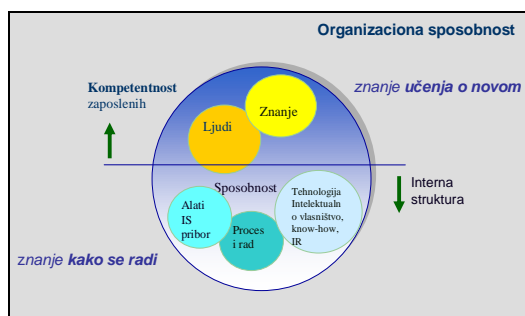 Organizaciona sposobnost
Kompetentnost
zaposlenih
znanje učenja o novom
Znanje
Ljudi
Interna
struktura
Sposobnost
Alati
IS
pribor
Proces
i rad
Tehnologija
Intelektualn
o vlasništvo,
know-how,
IR
znanje kako se radi